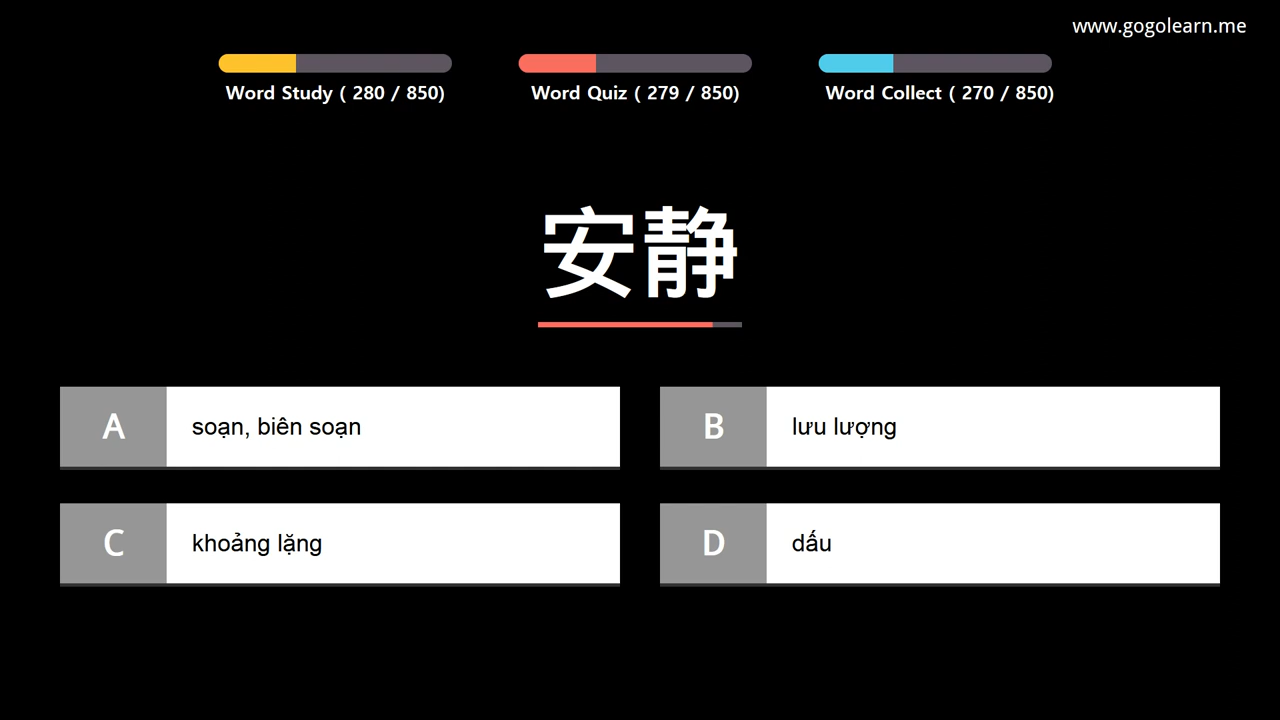 www.gogolearn.me
Word Study ( 280 / 850)
Word Quiz ( 279 / 850)
Word Collect ( 270 / 850)
安静
A soạn, biên soạn
B lưu lượng
C khoảng lặng
D dấu